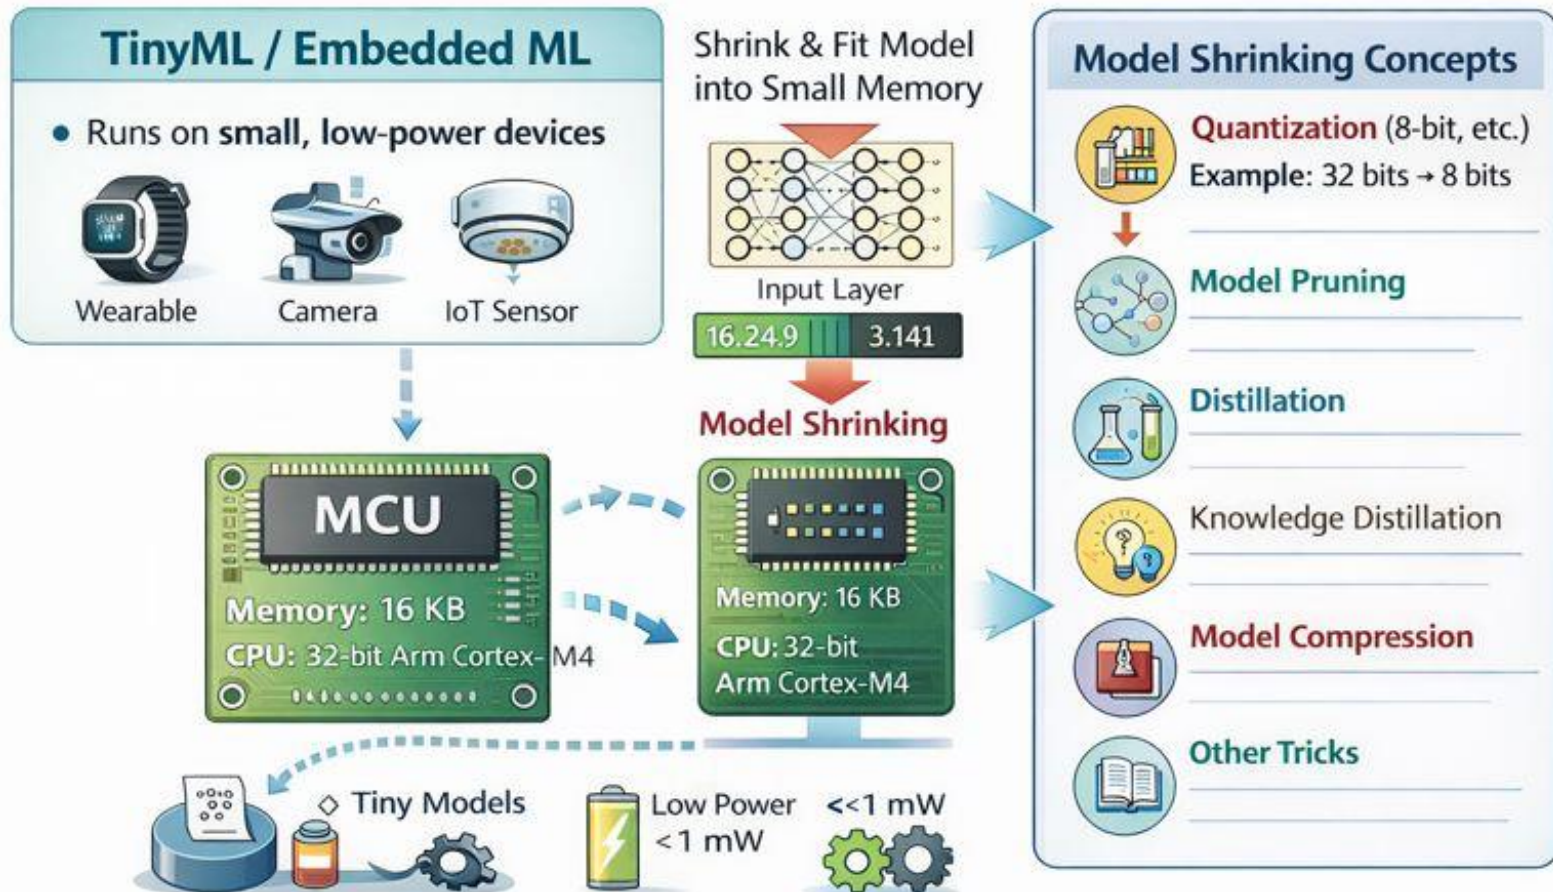 TinyML / Embedded ML
• Runs on small, low-power devices
Wearable
Camera
IoT Sensor
Shrink & Fit Model
into Small Memory
Input Layer
16.24.9
3.141
Model Shrinking
MCU
Memory: 16 KB
CPU: 32-bit Arm Cortex-M4
Memory: 16 KB
CPU: 32-bit
Arm Cortex-M4
◇ Tiny Models
Low Power
< 1 mW
<<1 mW
Model Shrinking Concepts
Quantization (8-bit, etc.)
Example: 32 bits → 8 bits
Model Pruning
Distillation
Knowledge Distillation
Model Compression
Other Tricks